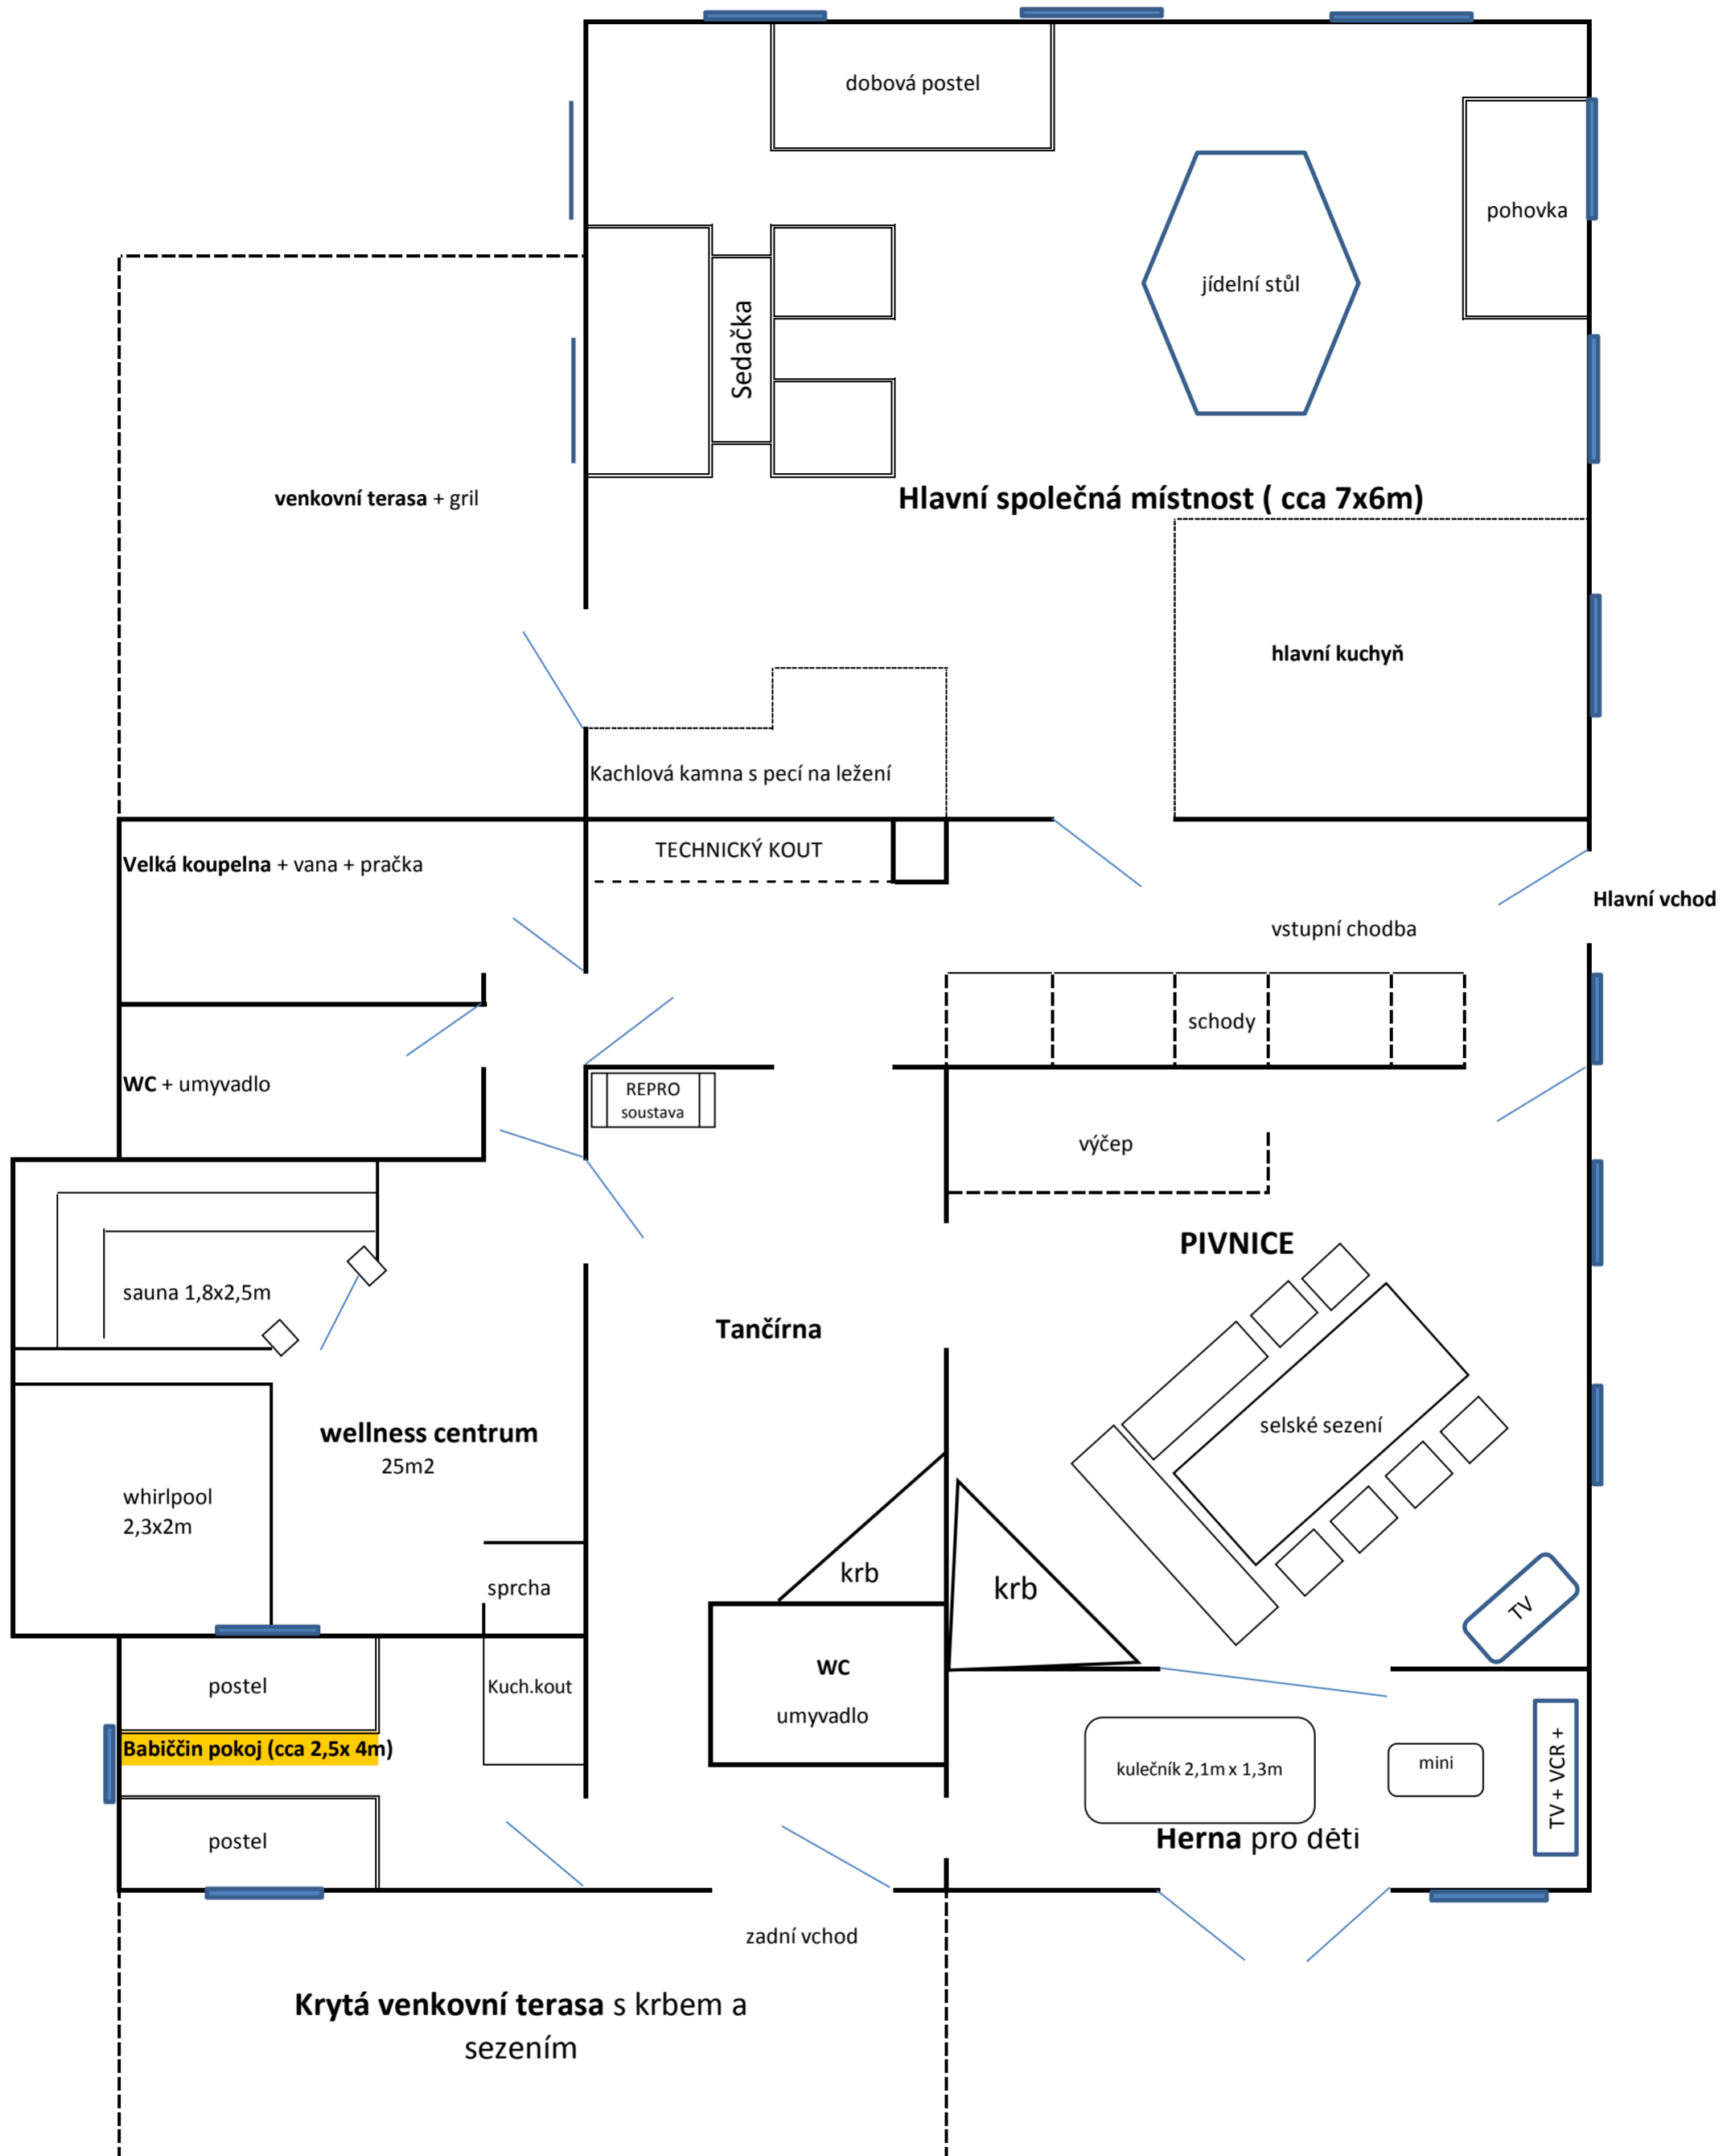 dobová postel
pohovka
jídelní stůl
Sedačka
venkovní terasa + gril
Hlavní společná místnost ( cca 7x6m)
hlavní kuchyň
Kachlová kamna s pecí na ležení
TECHNICKÝ KOUT
Velká koupelna + vana + pračka
Hlavní vchod
vstupní chodba
schody
WC + umyvadlo
REPRO
soustava
výčep
PIVNICE
sauna 1,8x2,5m
Tančírna
selské sezení
wellness centrum
25m2
whirlpool
2,3x2m
krb
krb
sprcha
TV
WC
umyvadlo
postel
Kuch.kout
Babiččin pokoj (cca 2,5x 4m)
kulečník 2,1m x 1,3m
mini
TV + VCR +
Herna pro děti
postel
zadní vchod
Krytá venkovní terasa s krbem a
sezením